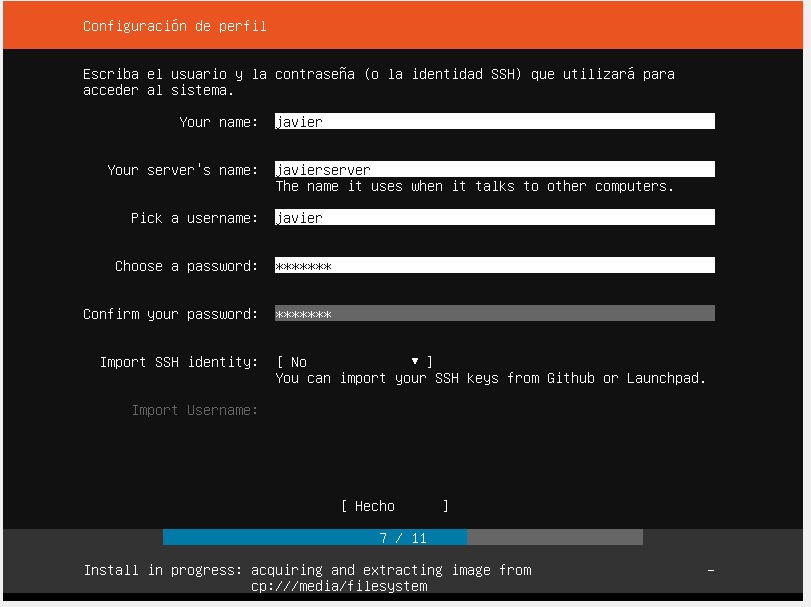 Configuración de perfil
Escriba el usuario y la contraseña (o la identidad SSH) que utilizará para
acceder al sistema.
Your name: javier
Your server's name: javierserver
The name it uses when it talks to other computers.
Pick a username: javier
Choose a password: *******
Confirm your password: *******
Import SSH identity: [ No ▼ ]
You can import your SSH keys from Github or Launchpad.
Import Username:
[ Hecho ]
7 / 11
Install in progress: acquiring and extracting image from –
cp:///media/filesystem